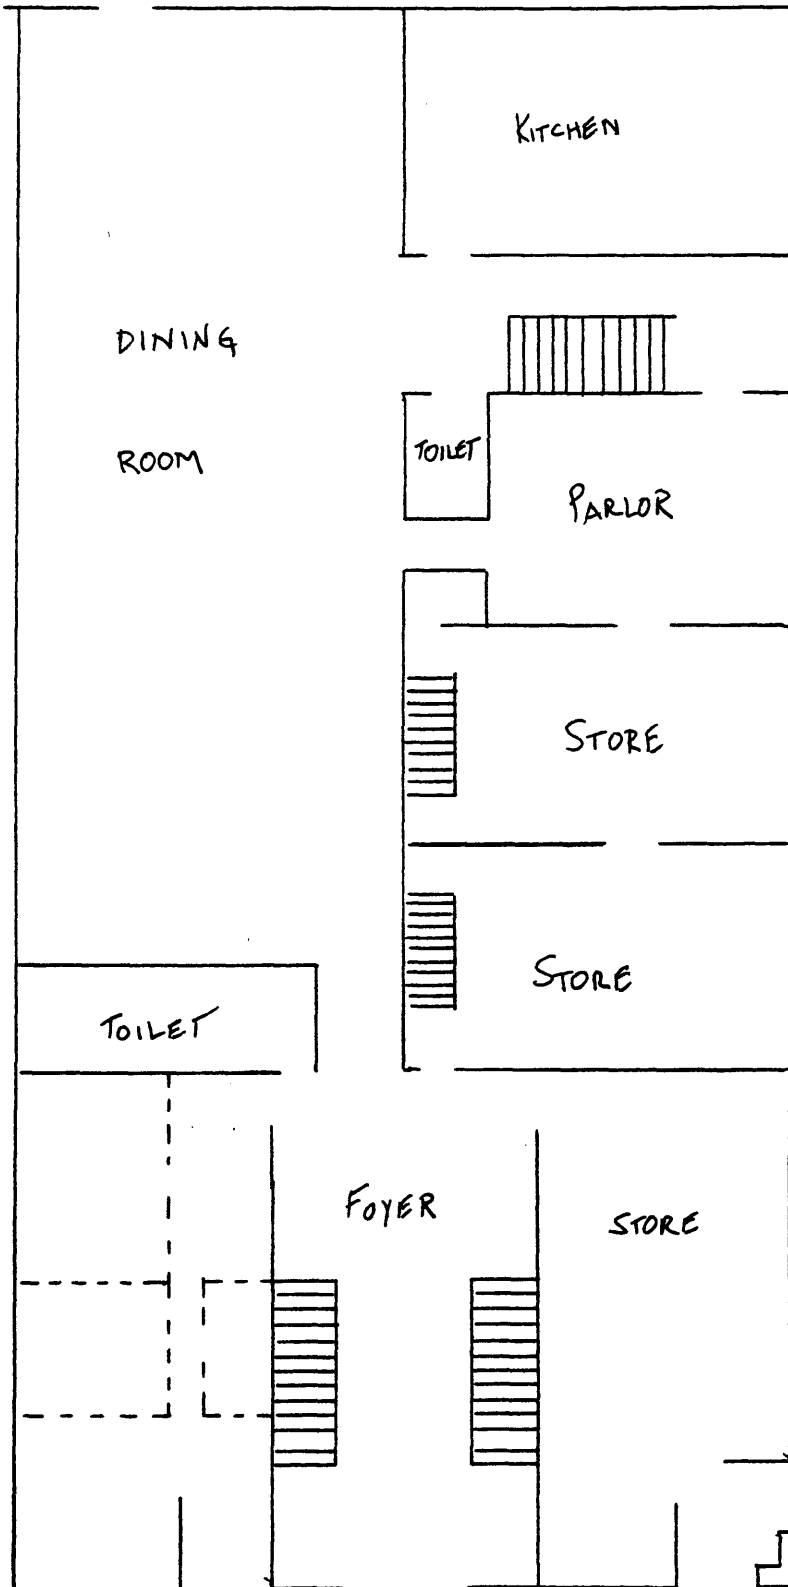 KITCHEN
DINING
ROOM
TOILET
PARLOR
STORE
STORE
TOILET
FOYER
STORE